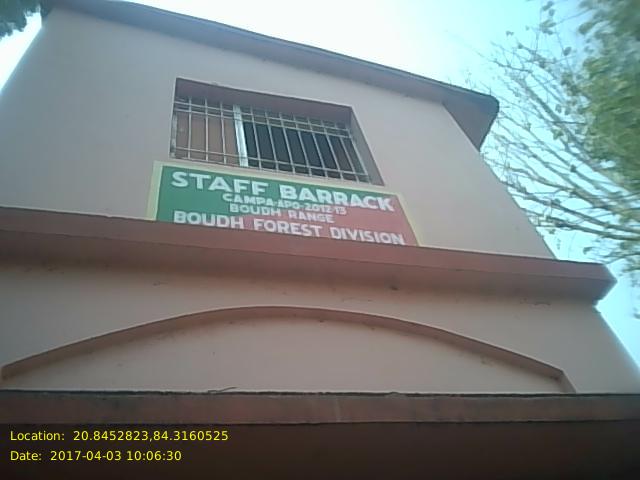 STAFF BARRACK
CAMPA-APO-2012-13
BOUDH RANGE
BOUDH FOREST DIVISION
Location: 20.8452823,84.3160525
Date: 2017-04-03 10:06:30